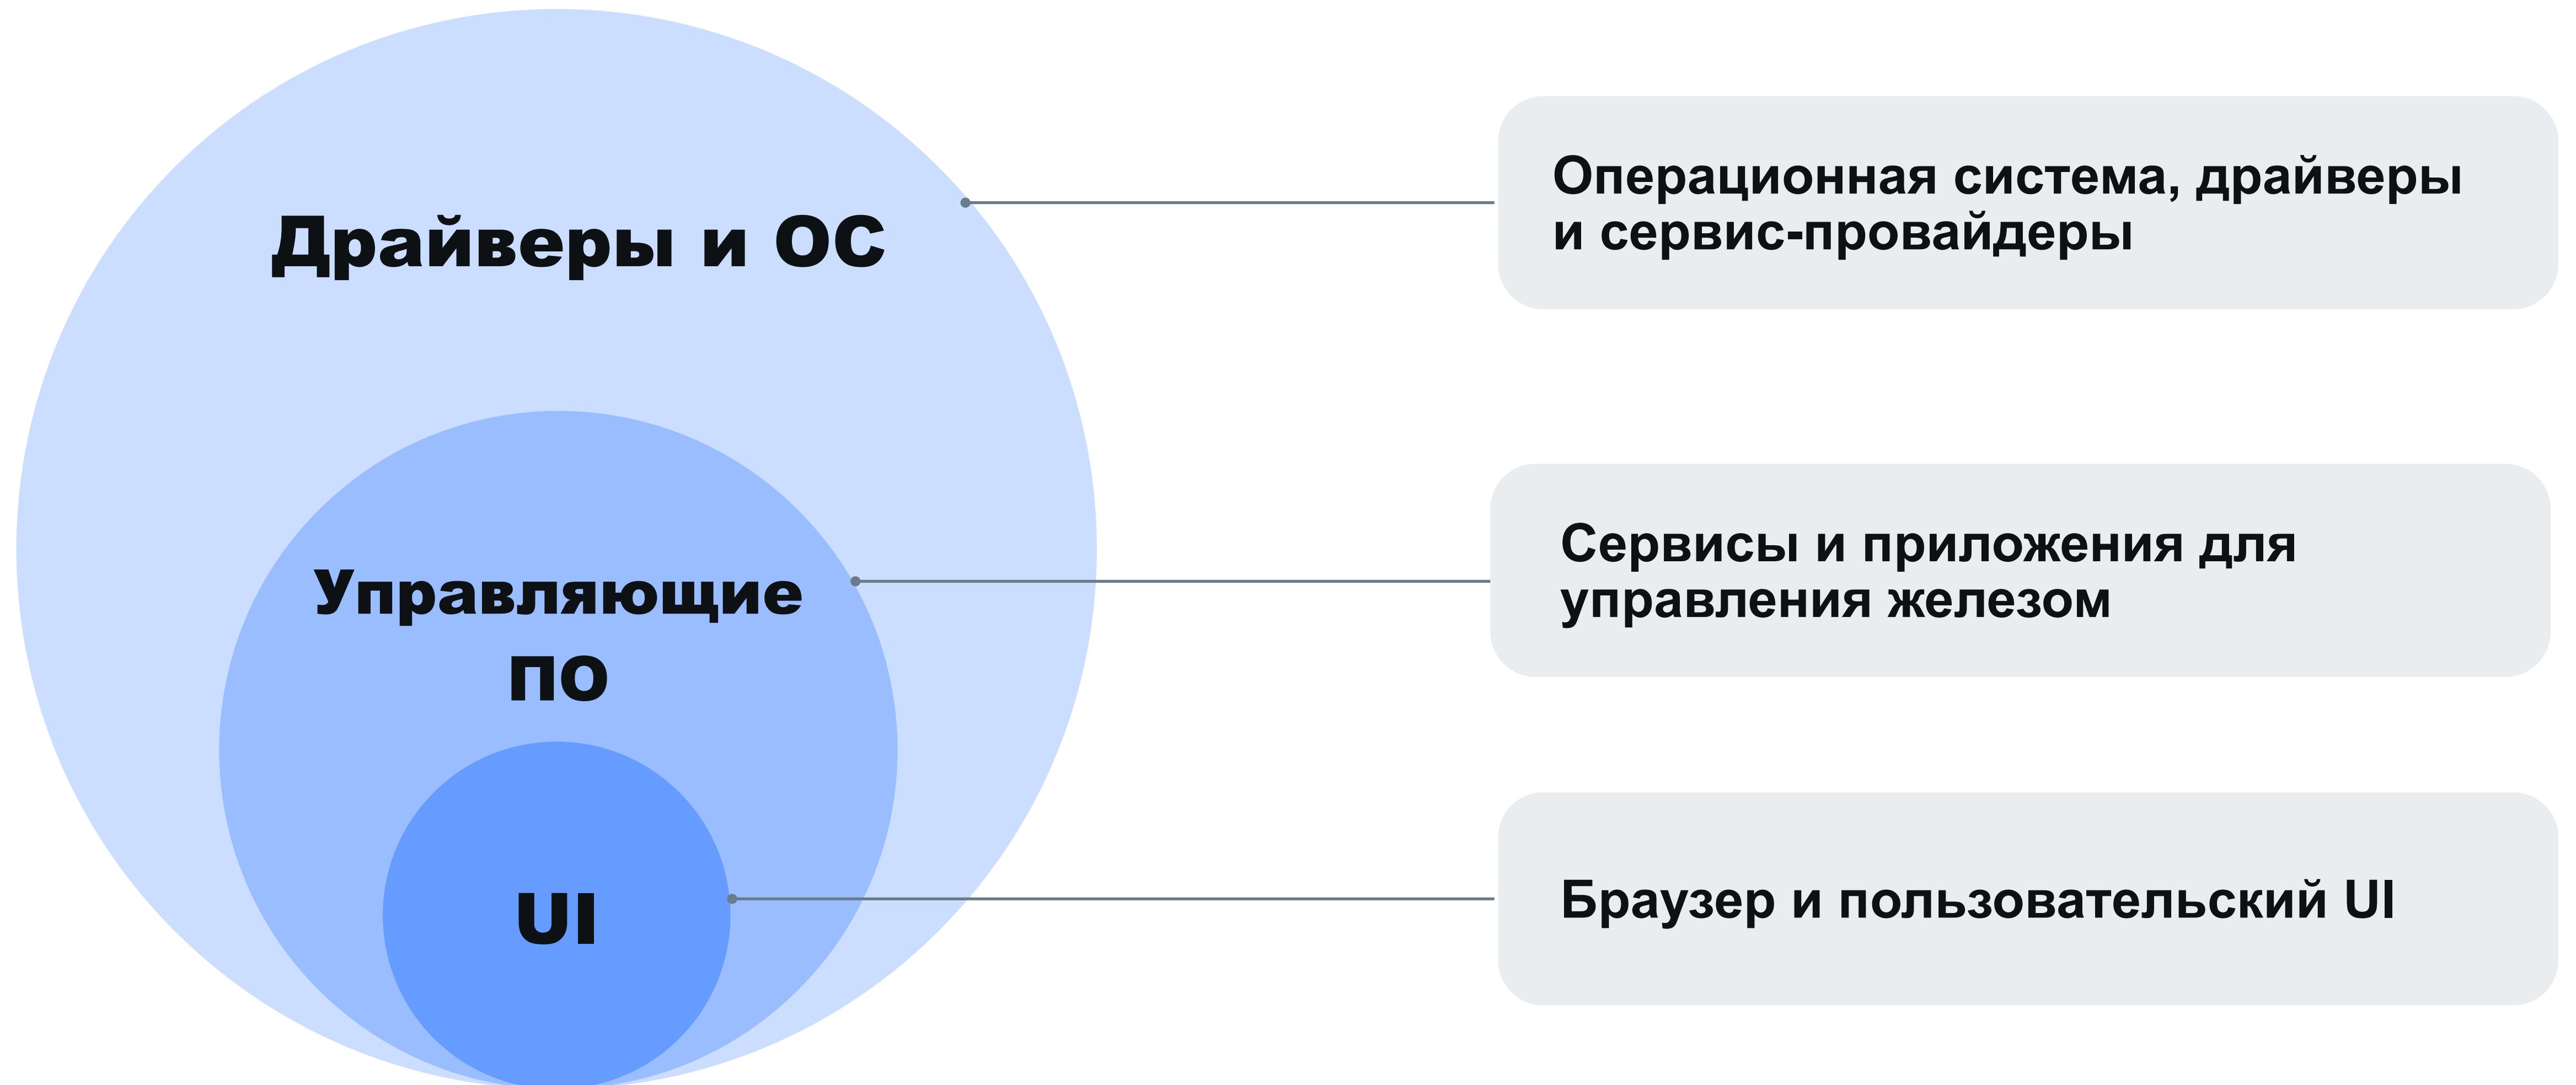 Драйверы и ОС
Операционная система, драйверы
и сервис-провайдеры
Управляющие
ПО
Сервисы и приложения для
управления железом
UI
Браузер и пользовательский UI